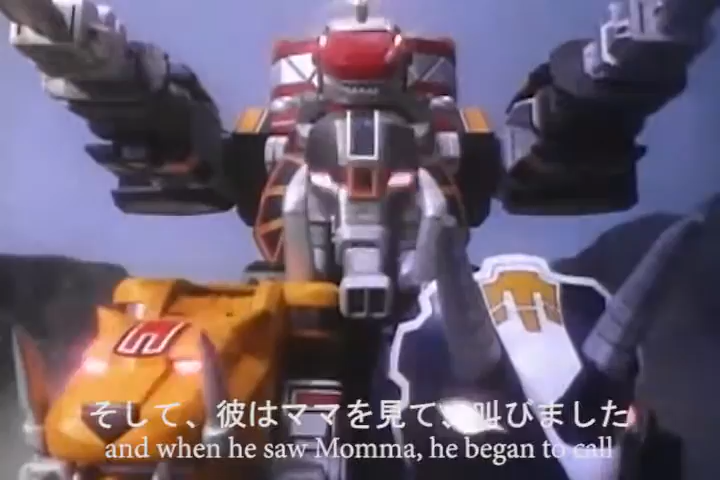 そして、彼はママを見て、叫びました
and when he saw Momma, he began to call